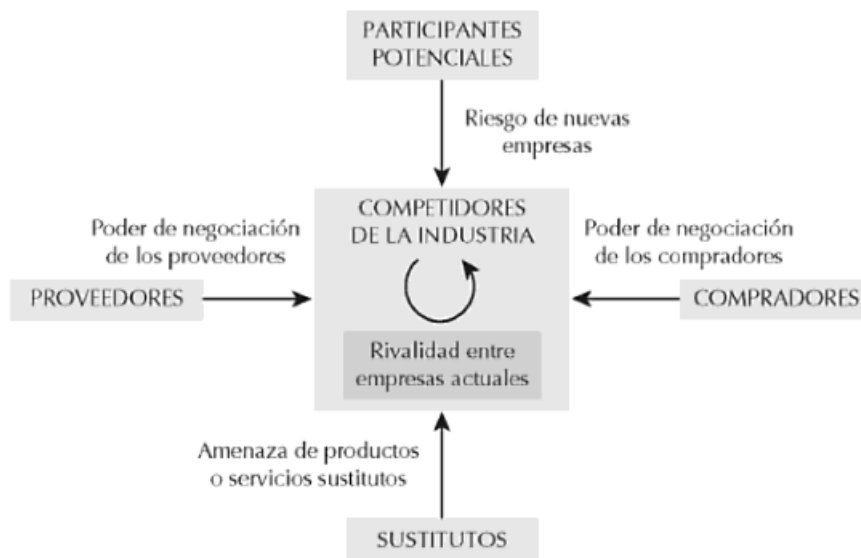 PARTICIPANTES
POTENCIALES
Riesgo de nuevas
empresas
COMPETIDORES
DE LA INDUSTRIA
Poder de negociación
de los proveedores
Poder de negociación
de los compradores
PROVEEDORES
COMPRADORES
Rivalidad entre
empresas actuales
Amenaza de productos
o servicios sustitutos
SUSTITUTOS